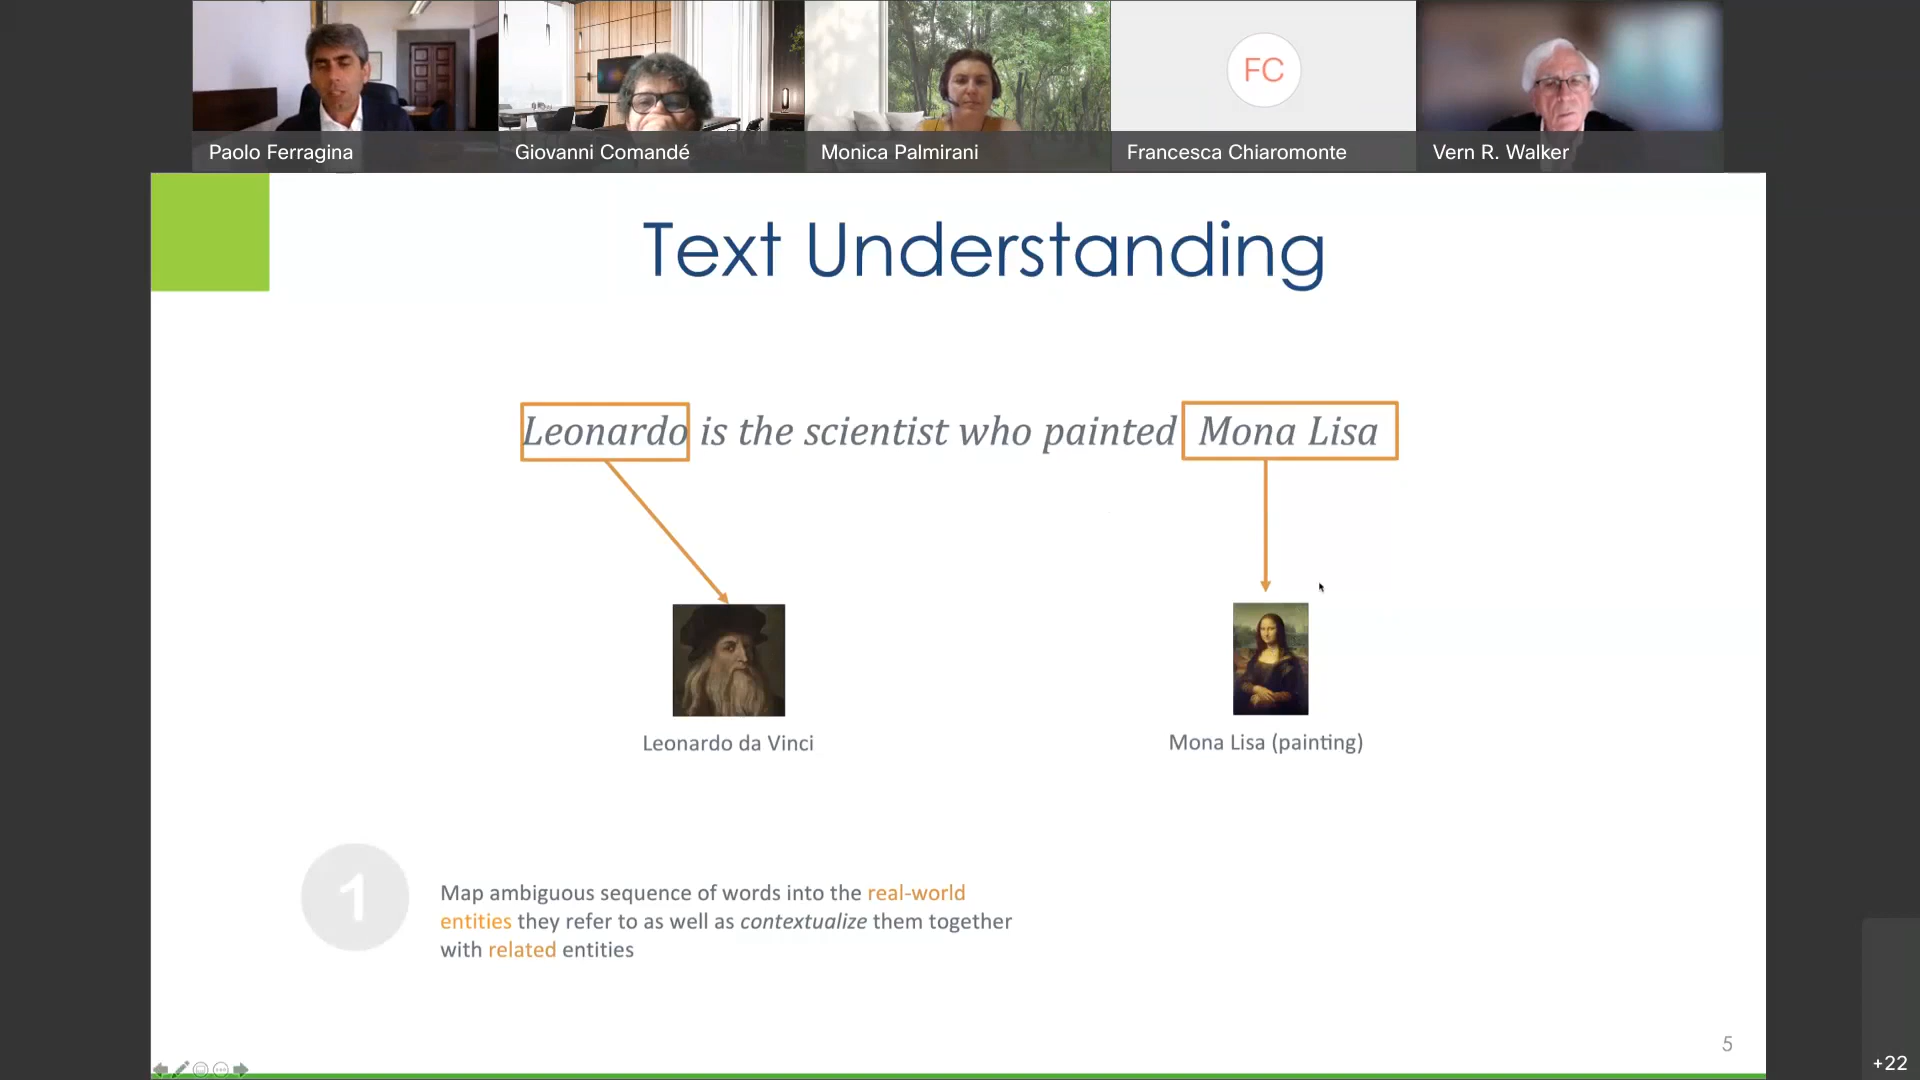 Paolo Ferragina
Giovanni Comandé
Monica Palmirani
FC
Francesca Chiaromonte
Vern R. Walker
Text Understanding
Leonardo is the scientist who painted Mona Lisa
Leonardo da Vinci
Mona Lisa (painting)
1
Map ambiguous sequence of words into the real-world
entities they refer to as well as contextualize them together
with related entities
5
+22